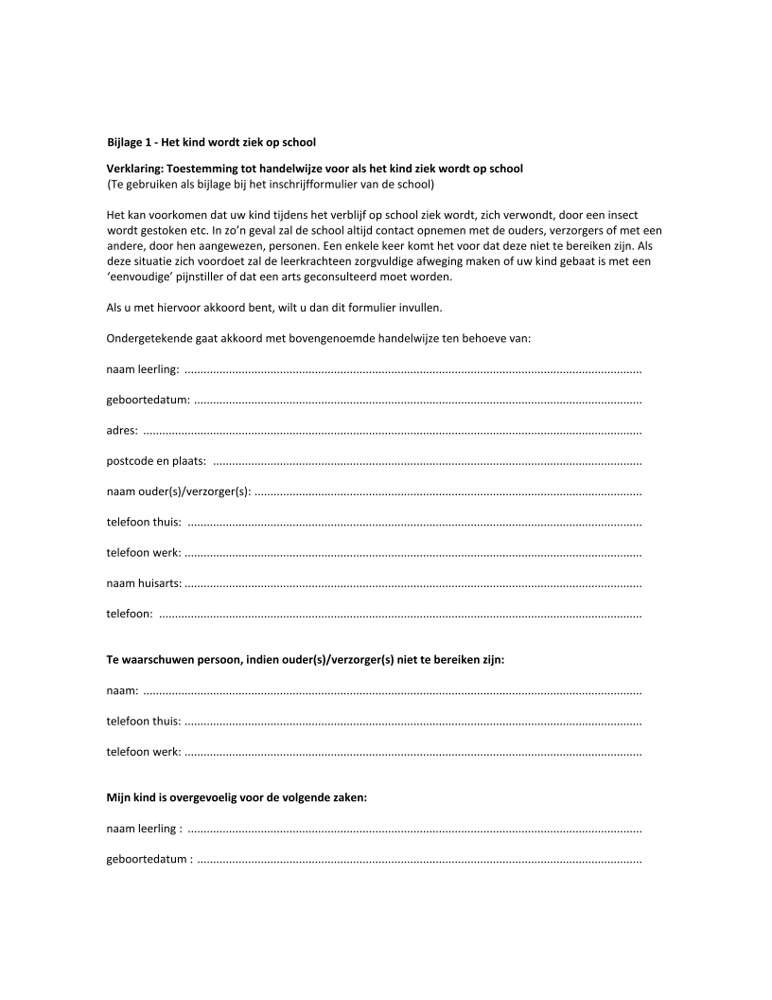 Bijlage 1 - Het kind wordt ziek op school
Verklaring: Toestemming tot handelwijze voor als het kind ziek wordt op school
(Te gebruiken als bijlage bij het inschrijfformulier van de school)
Het kan voorkomen dat uw kind tijdens het verblijf op school ziek wordt, zich verwondt, door een insect
wordt gestoken etc. In zo’n geval zal de school altijd contact opnemen met de ouders, verzorgers of met een
andere, door hen aangewezen, personen. Een enkele keer komt het voor dat deze niet te bereiken zijn. Als
deze situatie zich voordoet zal de leerkrachteen zorgvuldige afweging maken of uw kind gebaat is met een
‘eenvoudige’ pijnstiller of dat een arts geconsulteerd moet worden.
Als u met hiervoor akkoord bent, wilt u dan dit formulier invullen.
Ondergetekende gaat akkoord met bovengenoemde handelwijze ten behoeve van:
naam leerling: ................................................................................
geboortedatum: ................................................................................
adres: ................................................................................
postcode en plaats: ................................................................................
naam ouder(s)/verzorger(s): ................................................................................
telefoon thuis: ................................................................................
telefoon werk: ................................................................................
naam huisarts: ................................................................................
telefoon: ................................................................................
Te waarschuwen persoon, indien ouder(s)/verzorger(s) niet te bereiken zijn:
naam: ................................................................................
telefoon thuis: ................................................................................
telefoon werk: ................................................................................
Mijn kind is overgevoelig voor de volgende zaken:
naam leerling : ................................................................................
geboortedatum : ................................................................................